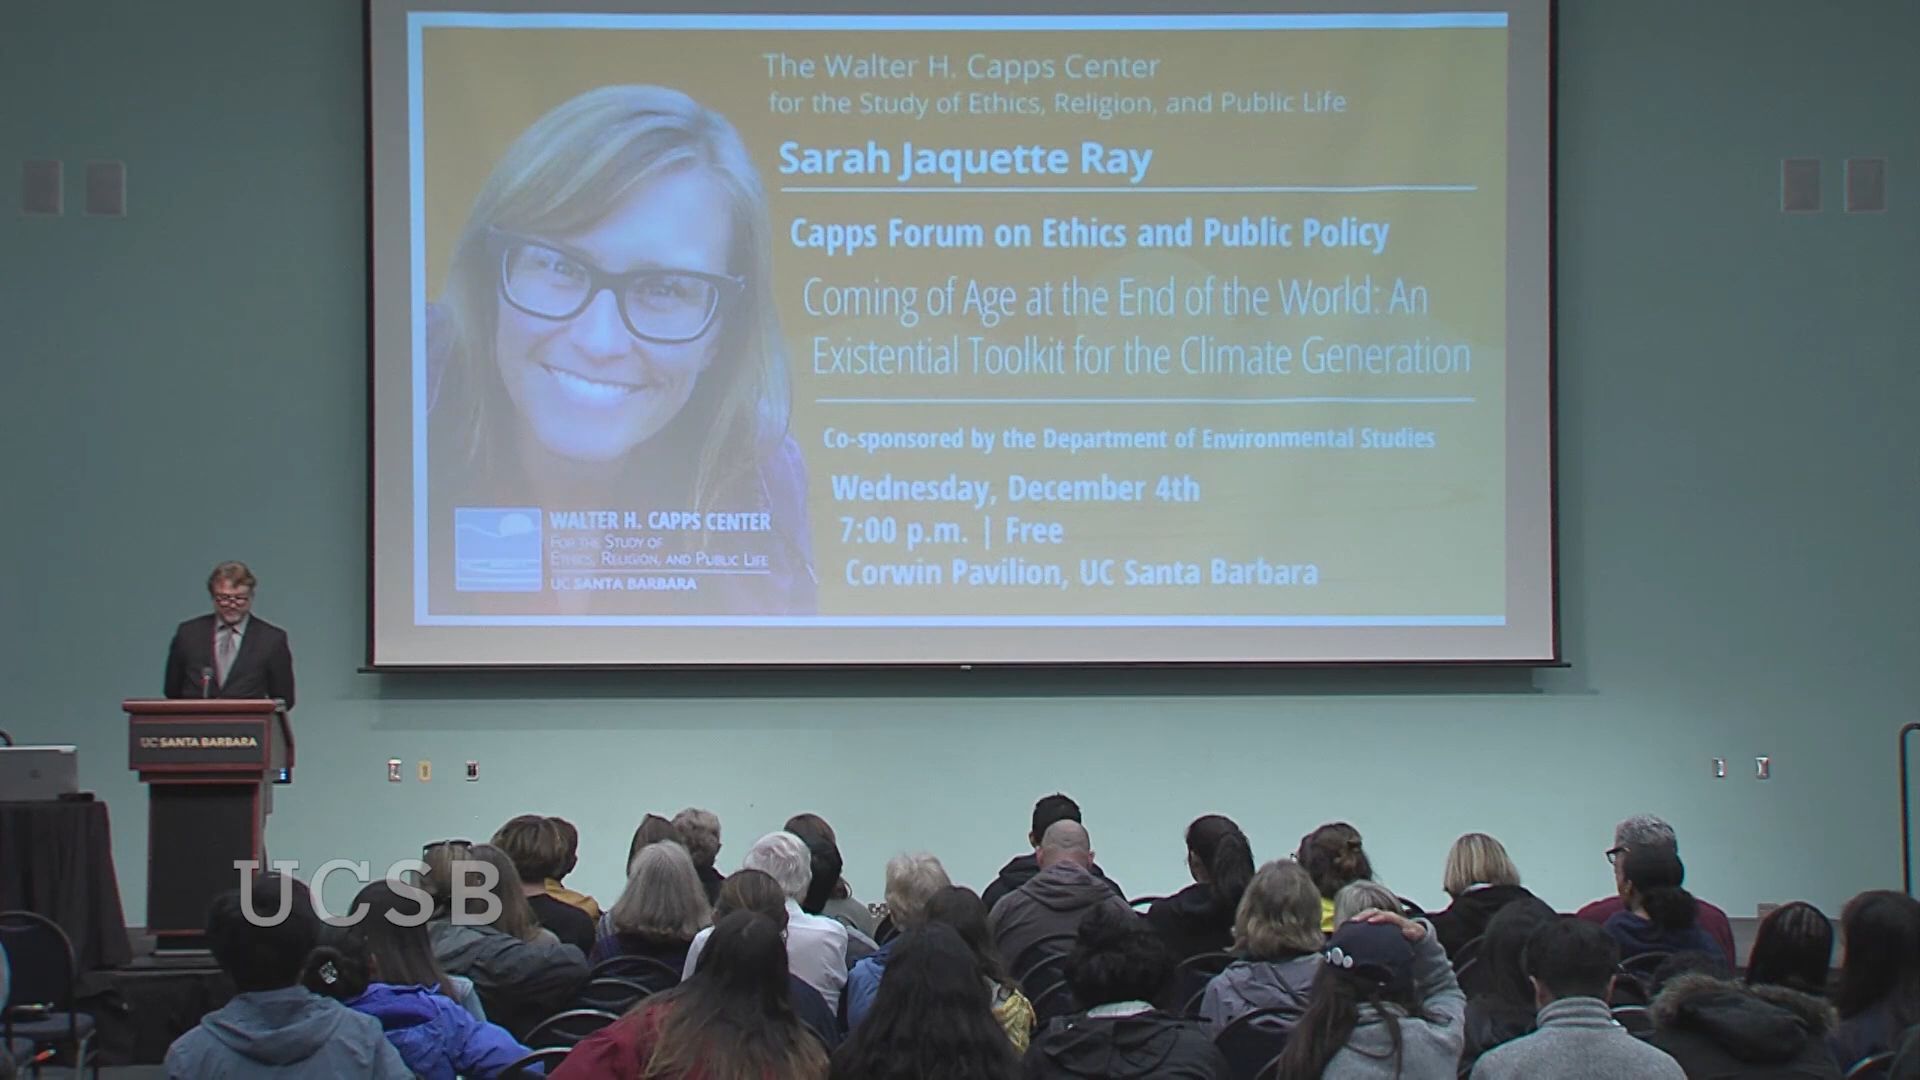 The Walter H. Capps Center
for the Study of Ethics, Religion, and Public Life
Sarah Jaquette Ray
Capps Forum on Ethics and Public Policy
Coming of Age at the End of the World: An
Existential Toolkit for the Climate Generation
Co-sponsored by the Department of Environmental Studies
Wednesday, December 4th
7:00 p.m. | Free
Corwin Pavilion, UC Santa Barbara
WALTER H. CAPPS CENTER
FOR THE STUDY OF
ETHICS, RELIGION, AND PUBLIC LIFE
UC SANTA BARBARA
UC SANTA BARBARA
UCSB